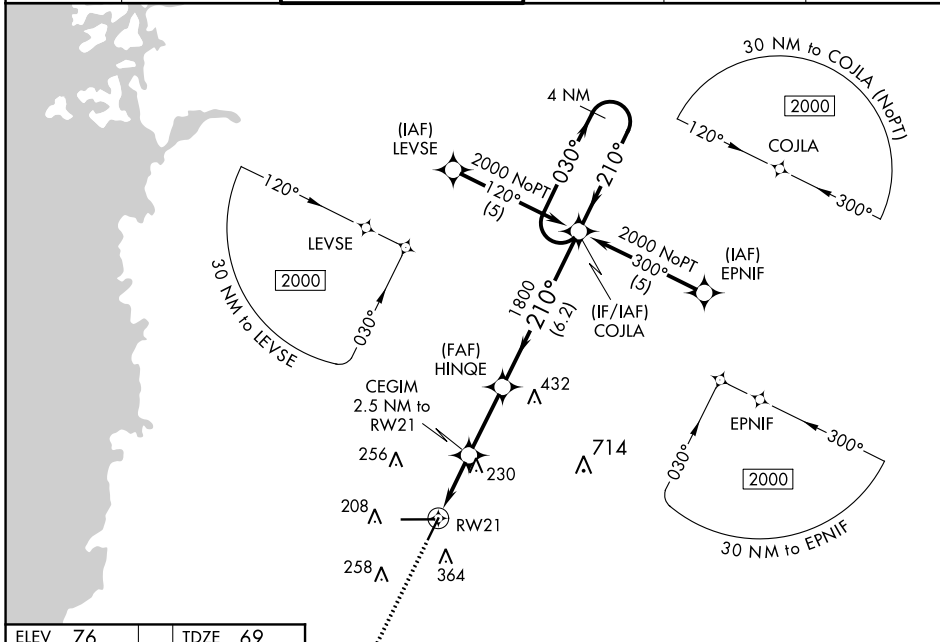 30 NM to COJLA (NoPT)
2000
120°
COJLA
300°
4 NM
(IAF)
LEVSE
2000 NoPT
120°
(5)
030°
210°
2000 NoPT
300°
(5)
(IAF)
EPNIF
120°
LEVSE
2000
030°
30 NM to LEVSE
(IF/IAF)
COJLA
1800
210°
(6.2)
(FAF)
HINQE
432
CEGIM
2.5 NM to
RW21
256
230
714
208
RW21
258
364
EPNIF
300°
030°
2000
30 NM to EPNIF
ELEV 76 TDZE 69